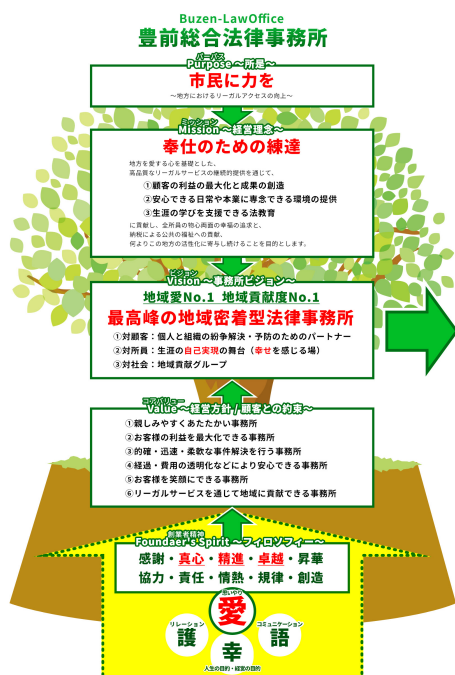 Buzen-LawOffice
豊前総合法律事務所
パーパス
Purpose ～所是～
市民に力を
～地方におけるリーガルアクセスの向上～
ミッション
Mission ～経営理念～
奉仕のための練達
地方を愛する心を基礎とした、
高品質なリーガルサービスの継続的提供を通じて、
①顧客の利益の最大化と成果の創造
②安心できる日常や本業に専念できる環境の提供
③生涯の学びを支援できる法教育
に貢献し、全所員の物心両面の幸福の追求と、
納税による公共の福祉への貢献、
何よりこの地方の活性化に寄与し続けることを目的とします。
ビジョン
Vision ～事務所ビジョン～
地域愛No.1 地域貢献度No.1
最高峰の地域密着型法律事務所
①対顧客：個人と組織の紛争解決・予防のためのパートナー
②対所員：生涯の自己実現の舞台（幸せを感じる場）
③対社会：地域貢献グループ
コアバリュー
Value ～経営方針 / 顧客との約束～
①親しみやすくあたたかい事務所
②お客様の利益を最大化できる事務所
③的確・迅速・柔軟な事件解決を行う事務所
④経過・費用の透明化などにより安心できる事務所
⑤お客様を笑顔にできる事務所
⑥リーガルサービスを通じて地域に貢献できる事務所
創業者精神
Foundaer's Spirit ～フィロソフィー～
感謝・真心・精進・卓越・昇華
協力・責任・情熱・規律・創造
思いやり
愛
リレーション
護
コミュニケーション
語
幸
人生の目的・経営の目的